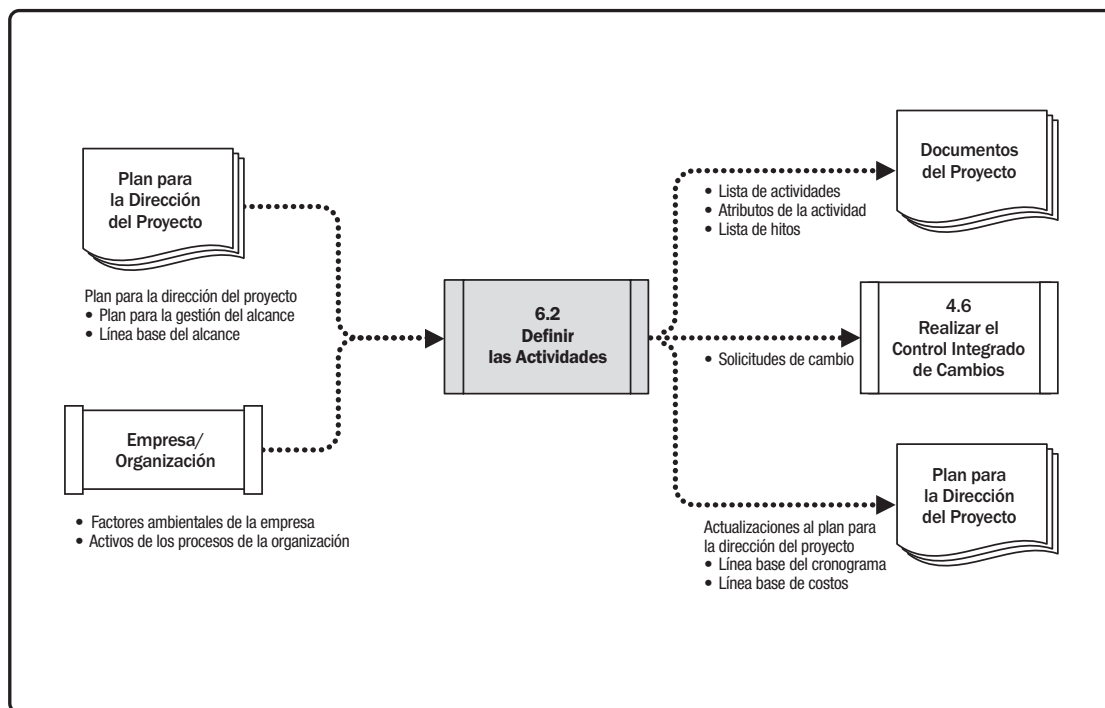 Plan para
la Dirección
del Proyecto
Plan para la dirección del proyecto
• Plan para la gestión del alcance
• Línea base del alcance
Empresa/
Organización
• Factores ambientales de la empresa
• Activos de los procesos de la organización
6.2
Definir
las Actividades
• Lista de actividades
• Atributos de la actividad
• Lista de hitos
Documentos
del Proyecto
• Solicitudes de cambio
4.6
Realizar el
Control Integrado
de Cambios
Actualizaciones al plan para
la dirección del proyecto
• Línea base del cronograma
• Línea base de costos
Plan para
la Dirección
del Proyecto